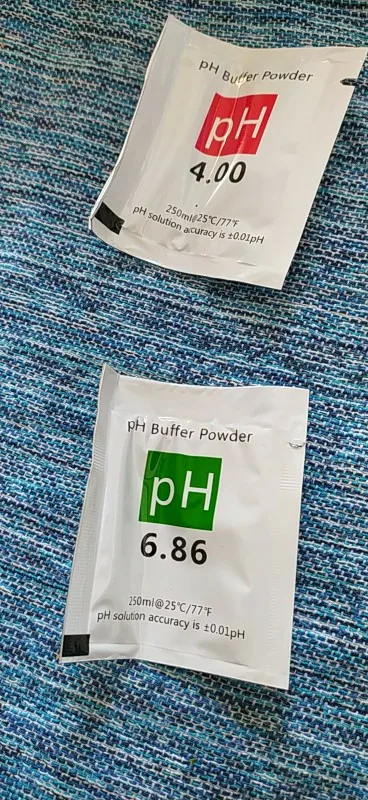 pH Buffer Powder
pH
4.00
250ml@25℃/77℉
pH solution accuracy is ±0.01pH
pH Buffer Powder
pH
6.86
250ml@25℃/77℉
pH solution accuracy is ±0.01pH